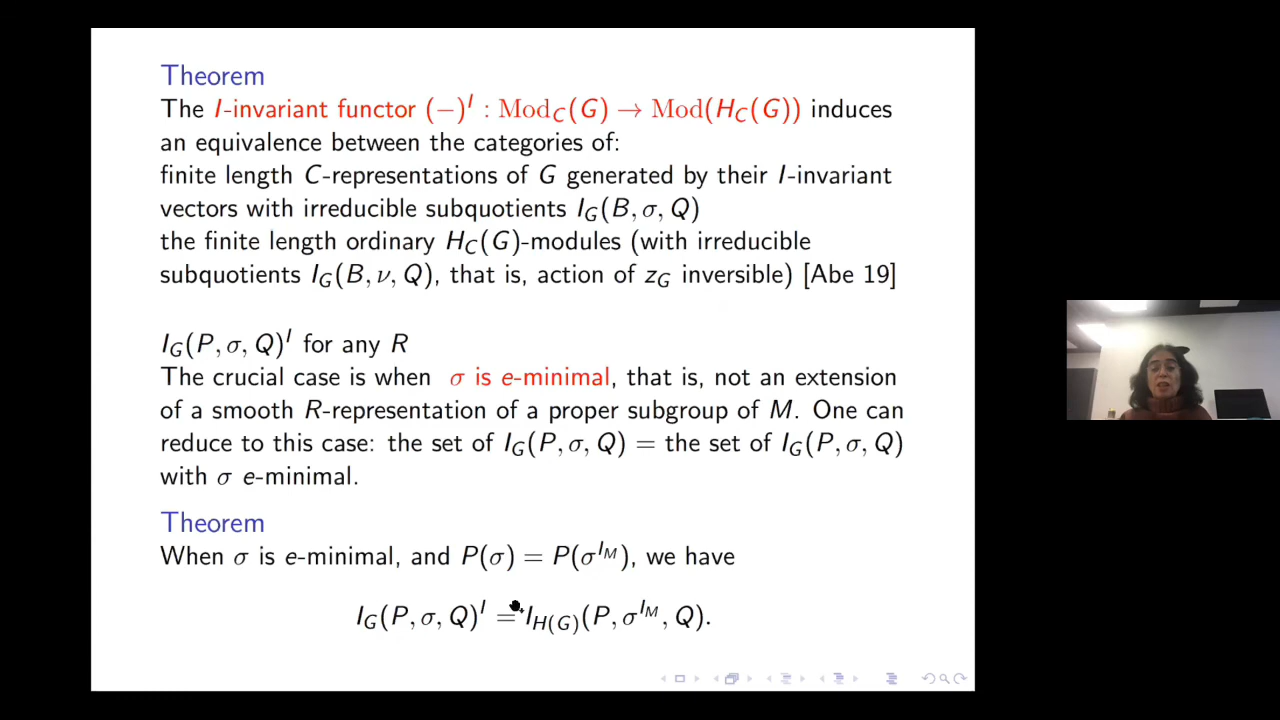 Theorem
The I-invariant functor (−)^I : Mod_C(G) → Mod(H_C(G)) induces
an equivalence between the categories of:
finite length C-representations of G generated by their I-invariant
vectors with irreducible subquotients I_G(B, σ, Q)
the finite length ordinary H_C(G)-modules (with irreducible
subquotients I_G(B, ν, Q), that is, action of z_G inversible) [Abe 19]
I_G(P, σ, Q)^I for any R
The crucial case is when σ is e-minimal, that is, not an extension
of a smooth R-representation of a proper subgroup of M. One can
reduce to this case: the set of I_G(P, σ, Q) = the set of I_G(P, σ, Q)
with σ e-minimal.
Theorem
When σ is e-minimal, and P(σ) = P(σ^{I_M}), we have
I_G(P, σ, Q)^I = I_{H(G)}(P, σ^{I_M}, Q).